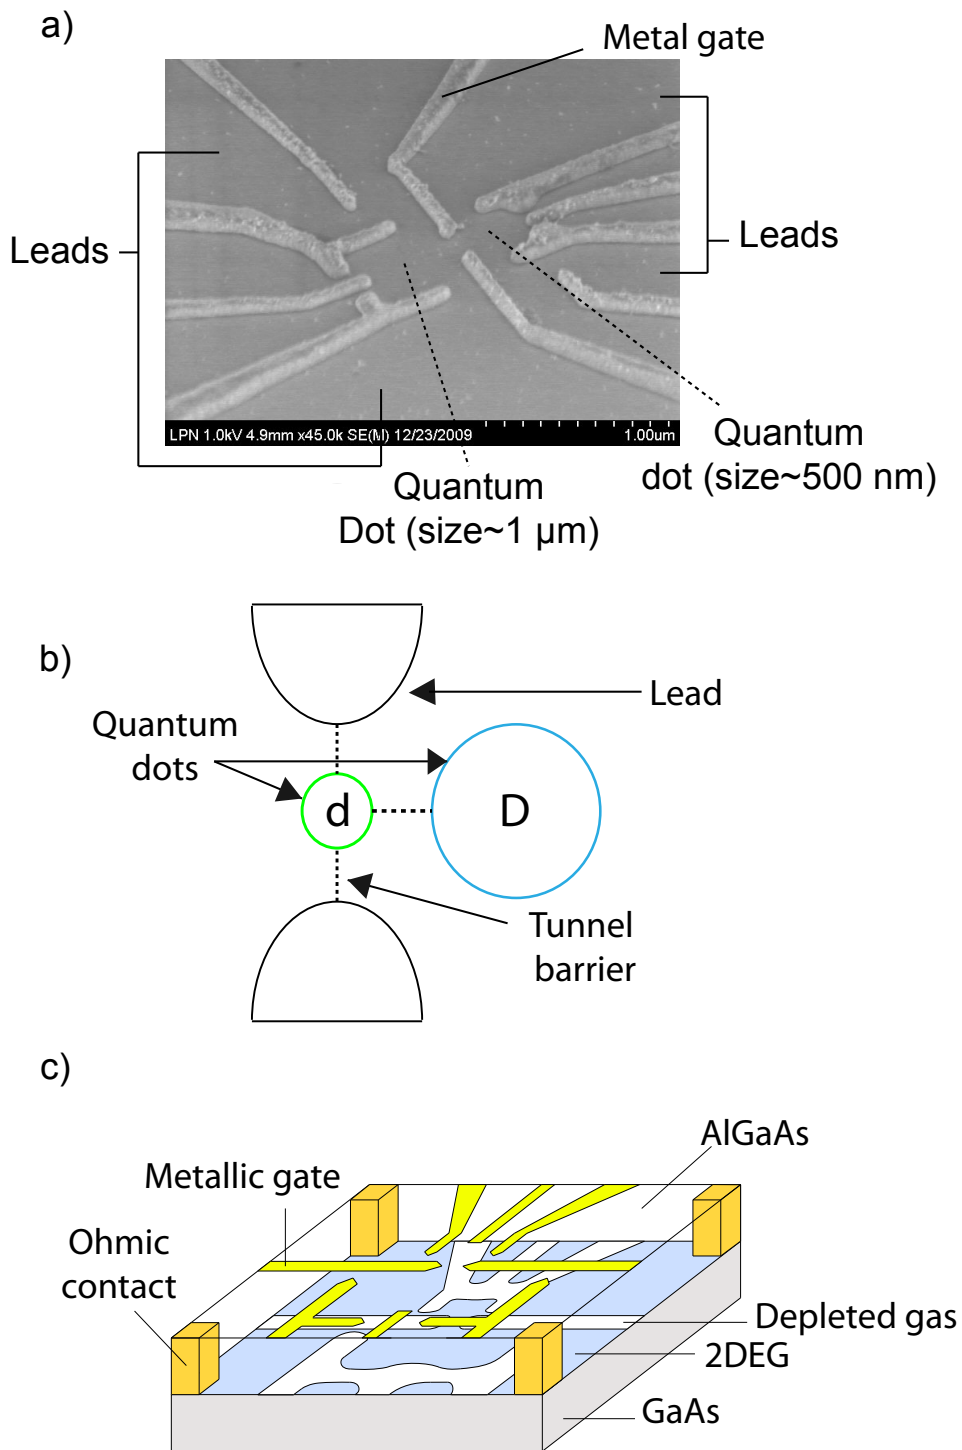 a)
Metal gate
Leads
Leads
LPN 1.0kV 4.9mm x45.0k SE(M) 12/23/2009
1.00um
Quantum
dot (size~500 nm)
Quantum
Dot (size~1 µm)
b)
Lead
Quantum
dots
d
D
Tunnel
barrier
c)
AlGaAs
Metallic gate
Ohmic
contact
Depleted gas
2DEG
GaAs